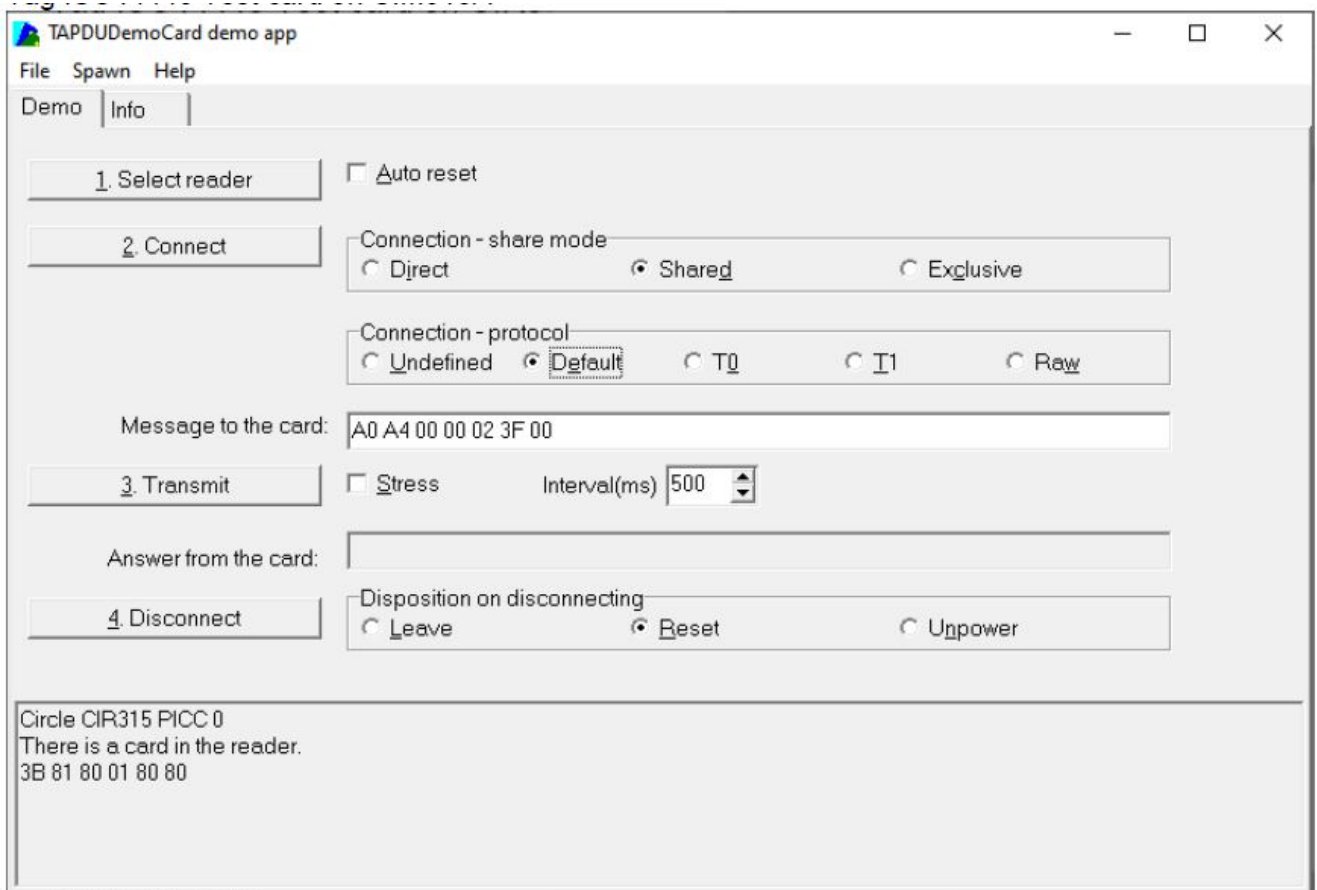 TAPDUDemoCard demo app
File Spawn Help
Demo Info
1. Select reader Auto reset
2. Connect Connection - share mode
Direct Shared Exclusive
Connection - protocol
Undefined Default T0 T1 Raw
Message to the card: A0 A4 00 00 02 3F 00
3. Transmit Stress Interval(ms) 500
Answer from the card:
4. Disconnect Disposition on disconnecting
Leave Reset Unpower
Circle CIR315 PICC 0
There is a card in the reader.
3B 81 80 01 80 80